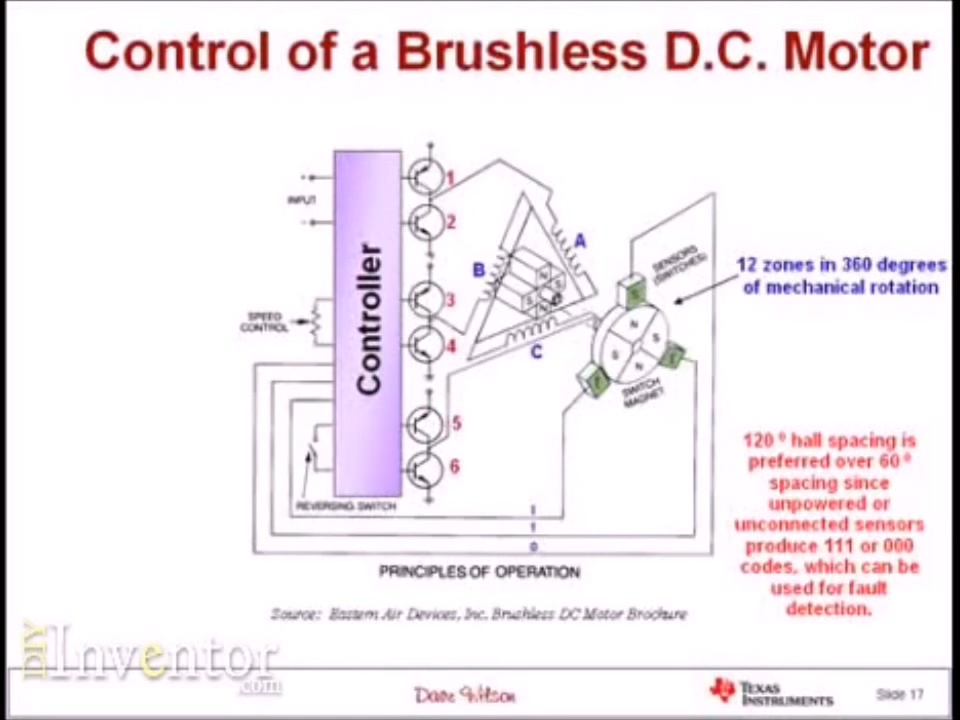 Control of a Brushless D.C. Motor
1
+
INPUT
-
2
A
SENSORS
(SWITCHES)
12 zones in 360 degrees
of mechanical rotation
B
N
S
S
N
3
SPEED
CONTROL
Controller
4
C
S
N
S
S
N
SWITCH
MAGNET
5
6
REVERSING SWITCH
1
1
0
120 ° hall spacing is
preferred over 60 °
spacing since
unpowered or
unconnected sensors
produce 111 or 000
codes, which can be
used for fault
detection.
PRINCIPLES OF OPERATION
Source: Eastern Air Devices, Inc. Brushless DC Motor Brochure
DIY
Inventor
.com
Dave Wilson
TEXAS
INSTRUMENTS
Slide 17